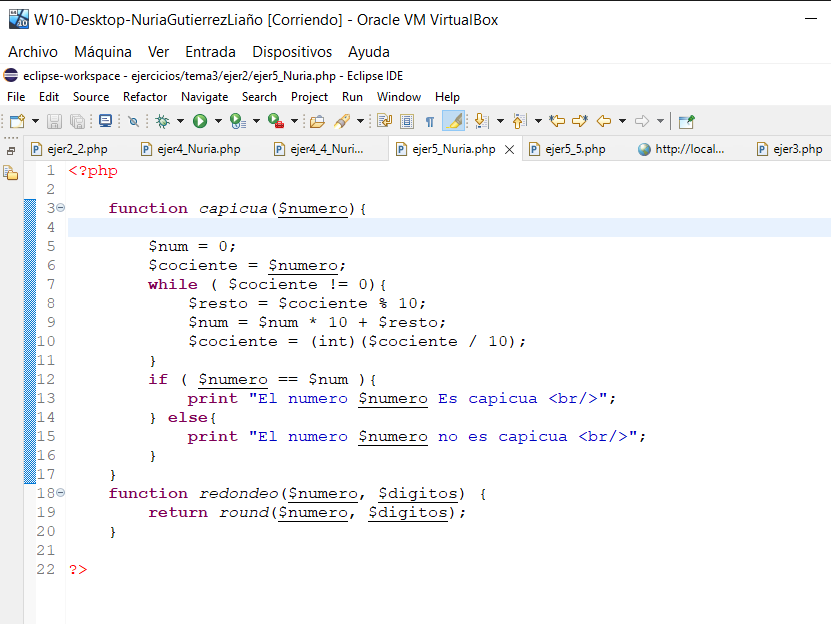 W10-Desktop-NuriaGutierrezLiaño [Corriendo] - Oracle VM VirtualBox
Archivo Máquina Ver Entrada Dispositivos Ayuda
eclipse-workspace - ejercicios/tema3/ejer2/ejer5_Nuria.php - Eclipse IDE
File Edit Source Refactor Navigate Search Project Run Window Help
ejer2_2.php ejer4_Nuria.php ejer4_4_Nuri... ejer5_Nuria.php ejer5_5.php http://local... ejer3.php
1 <?php
2
3 function capicua($numero){
4
5 $num = 0;
6 $cociente = $numero;
7 while ( $cociente != 0){
8 $resto = $cociente % 10;
9 $num = $num * 10 + $resto;
10 $cociente = (int)($cociente / 10);
11 }
12 if ( $numero == $num ){
13 print "El numero $numero Es capicua <br/>";
14 } else{
15 print "El numero $numero no es capicua <br/>";
16 }
17 }
18 function redondeo($numero, $digitos) {
19 return round($numero, $digitos);
20 }
21
22 ?>